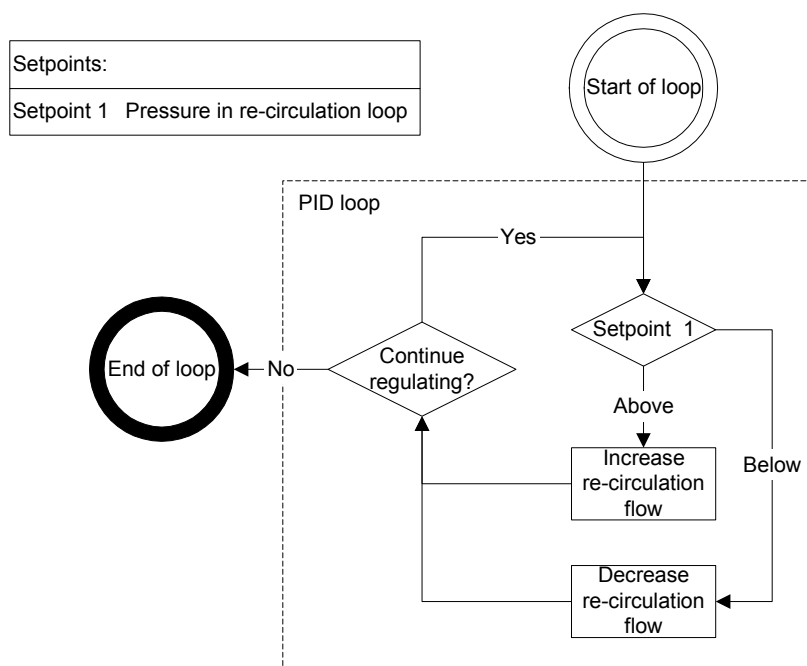 Setpoints:
Setpoint 1 Pressure in re-circulation loop
Start of loop
PID loop
Yes
Setpoint 1
End of loop
No
Continue
regulating?
Above
Below
Increase
re-circulation
flow
Decrease
re-circulation
flow